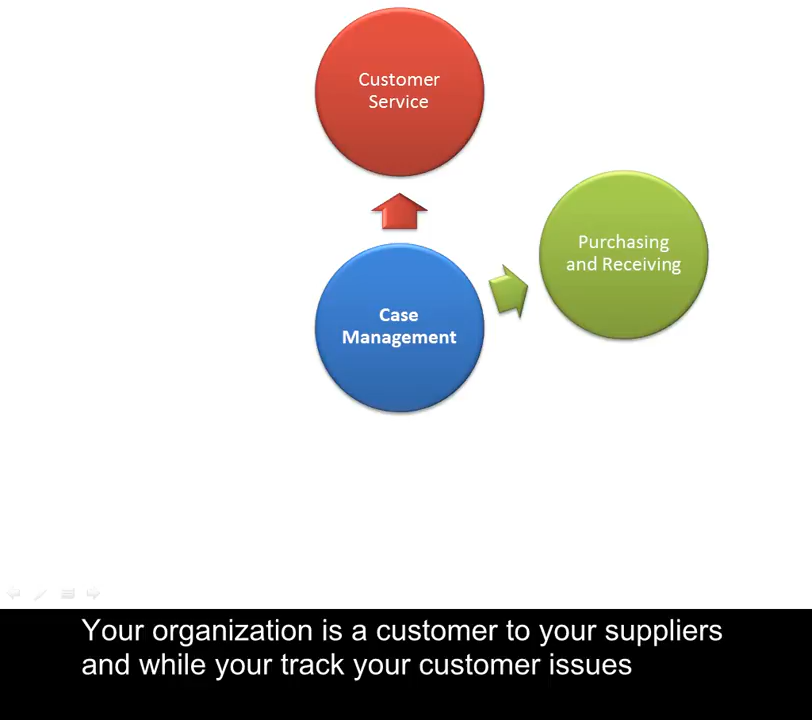 Customer
Service
Purchasing
and Receiving
Case
Management
Your organization is a customer to your suppliers
and while your track your customer issues